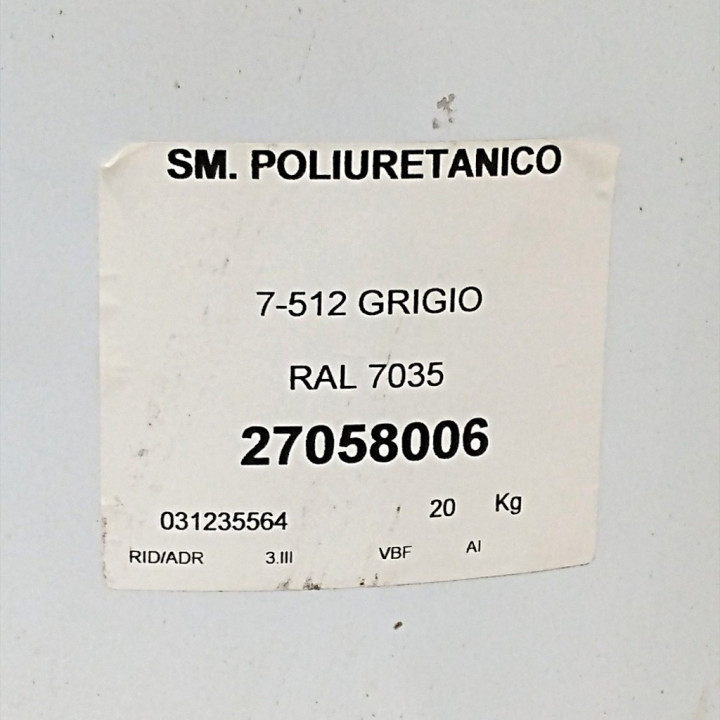 SM. POLIURETANICO
7-512 GRIGIO
RAL 7035
27058006
031235564 20 Kg
RID/ADR 3.III VBF AI